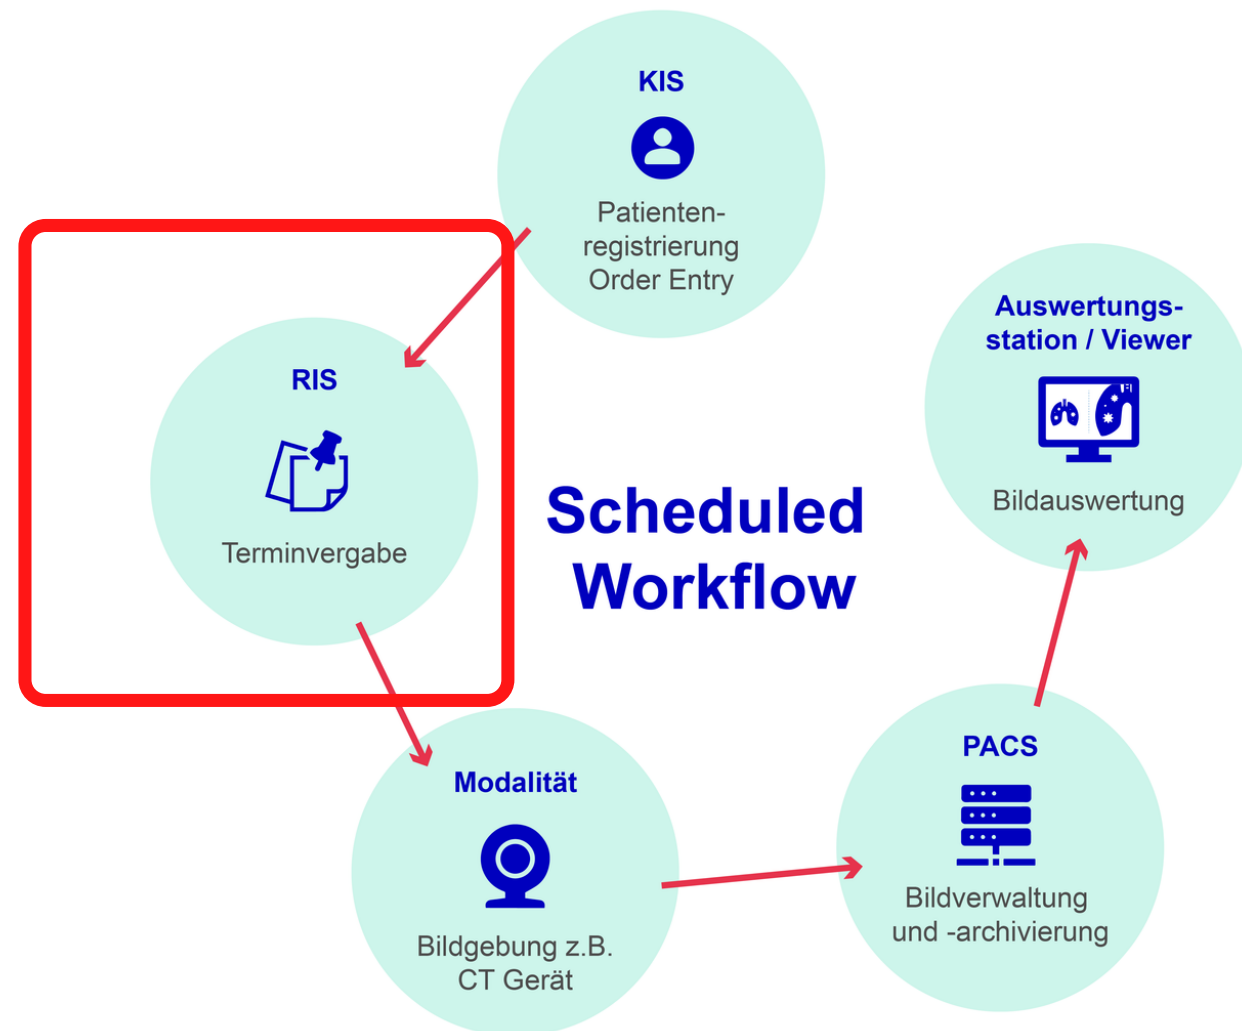 KIS
Patienten-
registrierung
Order Entry
RIS
Terminvergabe
Scheduled
Workflow
Modalität
Bildgebung z.B.
CT Gerät
PACS
Bildverwaltung
und -archivierung
Auswertungs-
station / Viewer
Bildauswertung